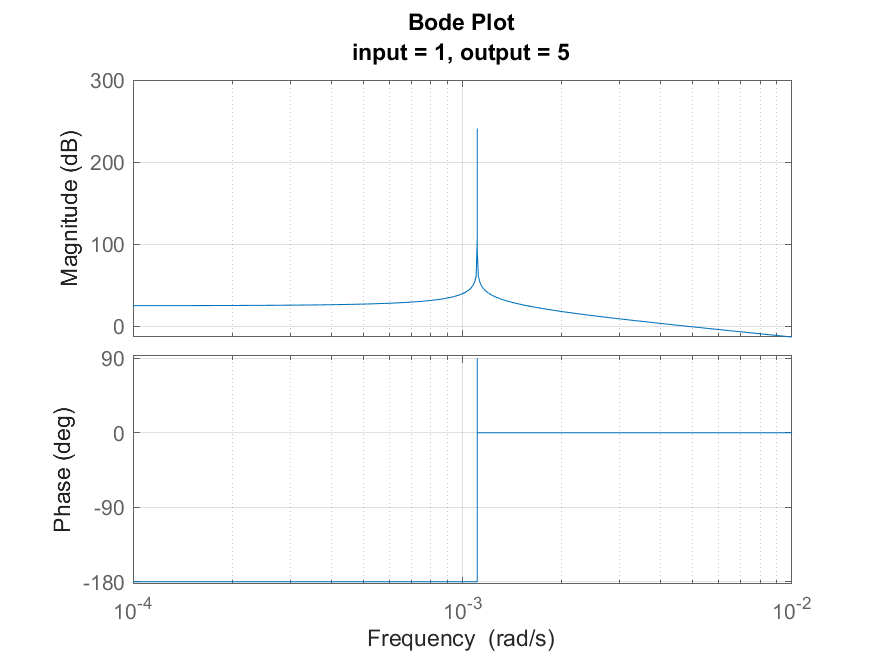 Bode Plot
input = 1, output = 5
Magnitude (dB)
300
200
100
0
Phase (deg)
90
0
-90
-180
10-4
10-3
10-2
Frequency (rad/s)